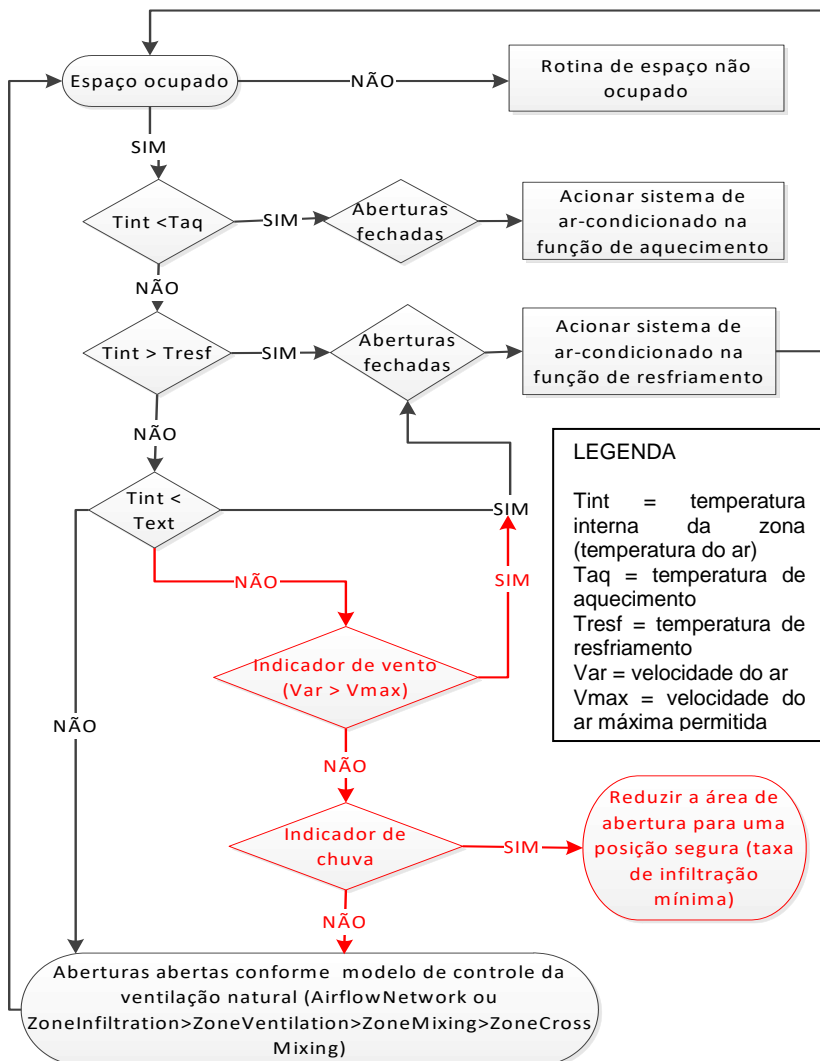 Espaço ocupado
NÃO
Rotina de espaço não
ocupado
SIM
Tint <Taq
SIM
Aberturas
fechadas
Acionar sistema de
ar-condicionado na
função de aquecimento
NÃO
Tint > Tresf
SIM
Aberturas
fechadas
Acionar sistema de
ar-condicionado na
função de resfriamento
NÃO
Tint <
Text
SIM
NÃO
SIM
Indicador de vento
(Var > Vmax)
NÃO
NÃO
Indicador de
chuva
SIM
Reduzir a área de
abertura para uma
posição segura (taxa
de infiltração
mínima)
NÃO
Aberturas abertas conforme modelo de controle da
ventilação natural (AirflowNetwork ou
ZoneInfiltration>ZoneVentilation>ZoneMixing>ZoneCross
Mixing)
LEGENDA
Tint = temperatura
interna da zona
(temperatura do ar)
Taq = temperatura de
aquecimento
Tresf = temperatura de
resfriamento
Var = velocidade do ar
Vmax = velocidade do
ar máxima permitida